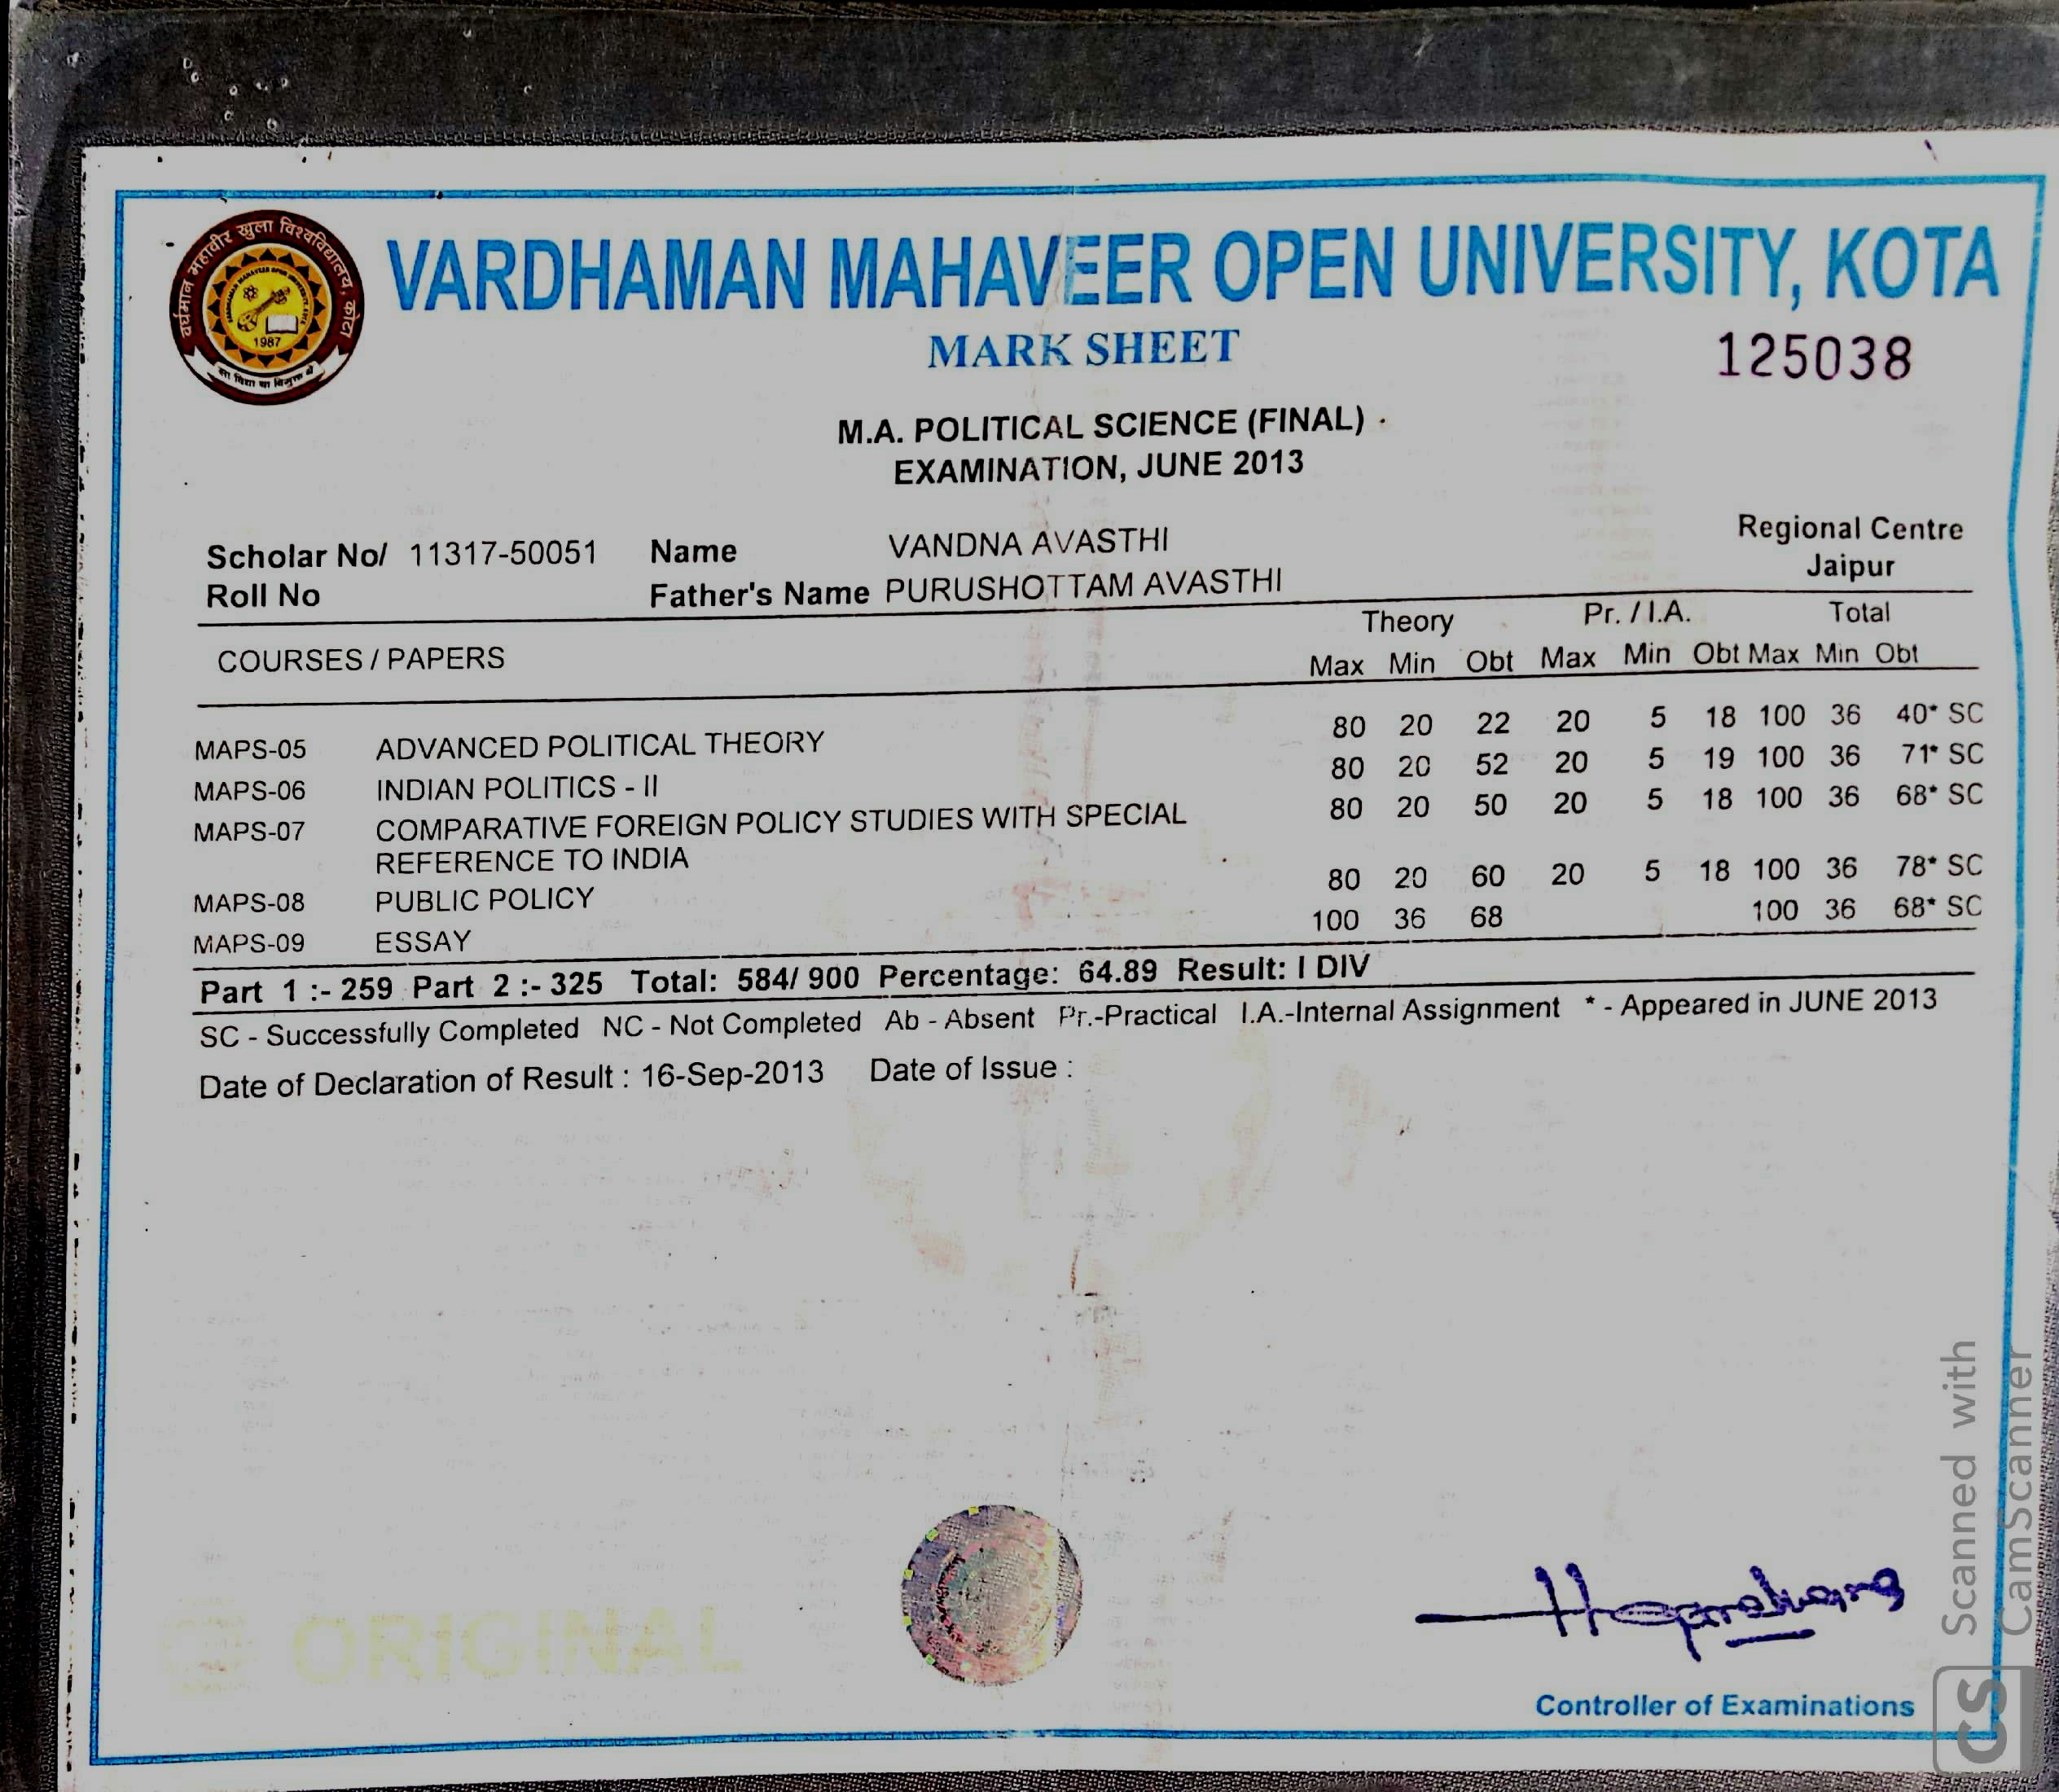 वर्धमान महावीर खुला विश्वविद्यालय, कोटा
VARDHAMAN MAHAVEER OPEN UNIVERSITY, KOTA
1987
सा विद्या या विमुक्तये
MARK SHEET
125038
M.A. POLITICAL SCIENCE (FINAL)
EXAMINATION, JUNE 2013
Scholar No/ 11317-50051 Name VANDNA AVASTHI Regional Centre
Roll No Father's Name PURUSHOTTAM AVASTHI Jaipur
Theory Pr. / I.A. Total
COURSES / PAPERS Max Min Obt Max Min Obt Max Min Obt
MAPS-05 ADVANCED POLITICAL THEORY 80 20 22 20 5 18 100 36 40* SC
MAPS-06 INDIAN POLITICS - II 80 20 52 20 5 19 100 36 71* SC
MAPS-07 COMPARATIVE FOREIGN POLICY STUDIES WITH SPECIAL 80 20 50 20 5 18 100 36 68* SC
REFERENCE TO INDIA
MAPS-08 PUBLIC POLICY 80 20 60 20 5 18 100 36 78* SC
MAPS-09 ESSAY 100 36 68 100 36 68* SC
Part 1 :- 259 Part 2 :- 325 Total: 584/ 900 Percentage: 64.89 Result: I DIV
SC - Successfully Completed NC - Not Completed Ab - Absent Pr.-Practical I.A.-Internal Assignment * - Appeared in JUNE 2013
Date of Declaration of Result : 16-Sep-2013 Date of Issue :
ORIGINAL
Controller of Examinations
CS Scanned with
CamScanner